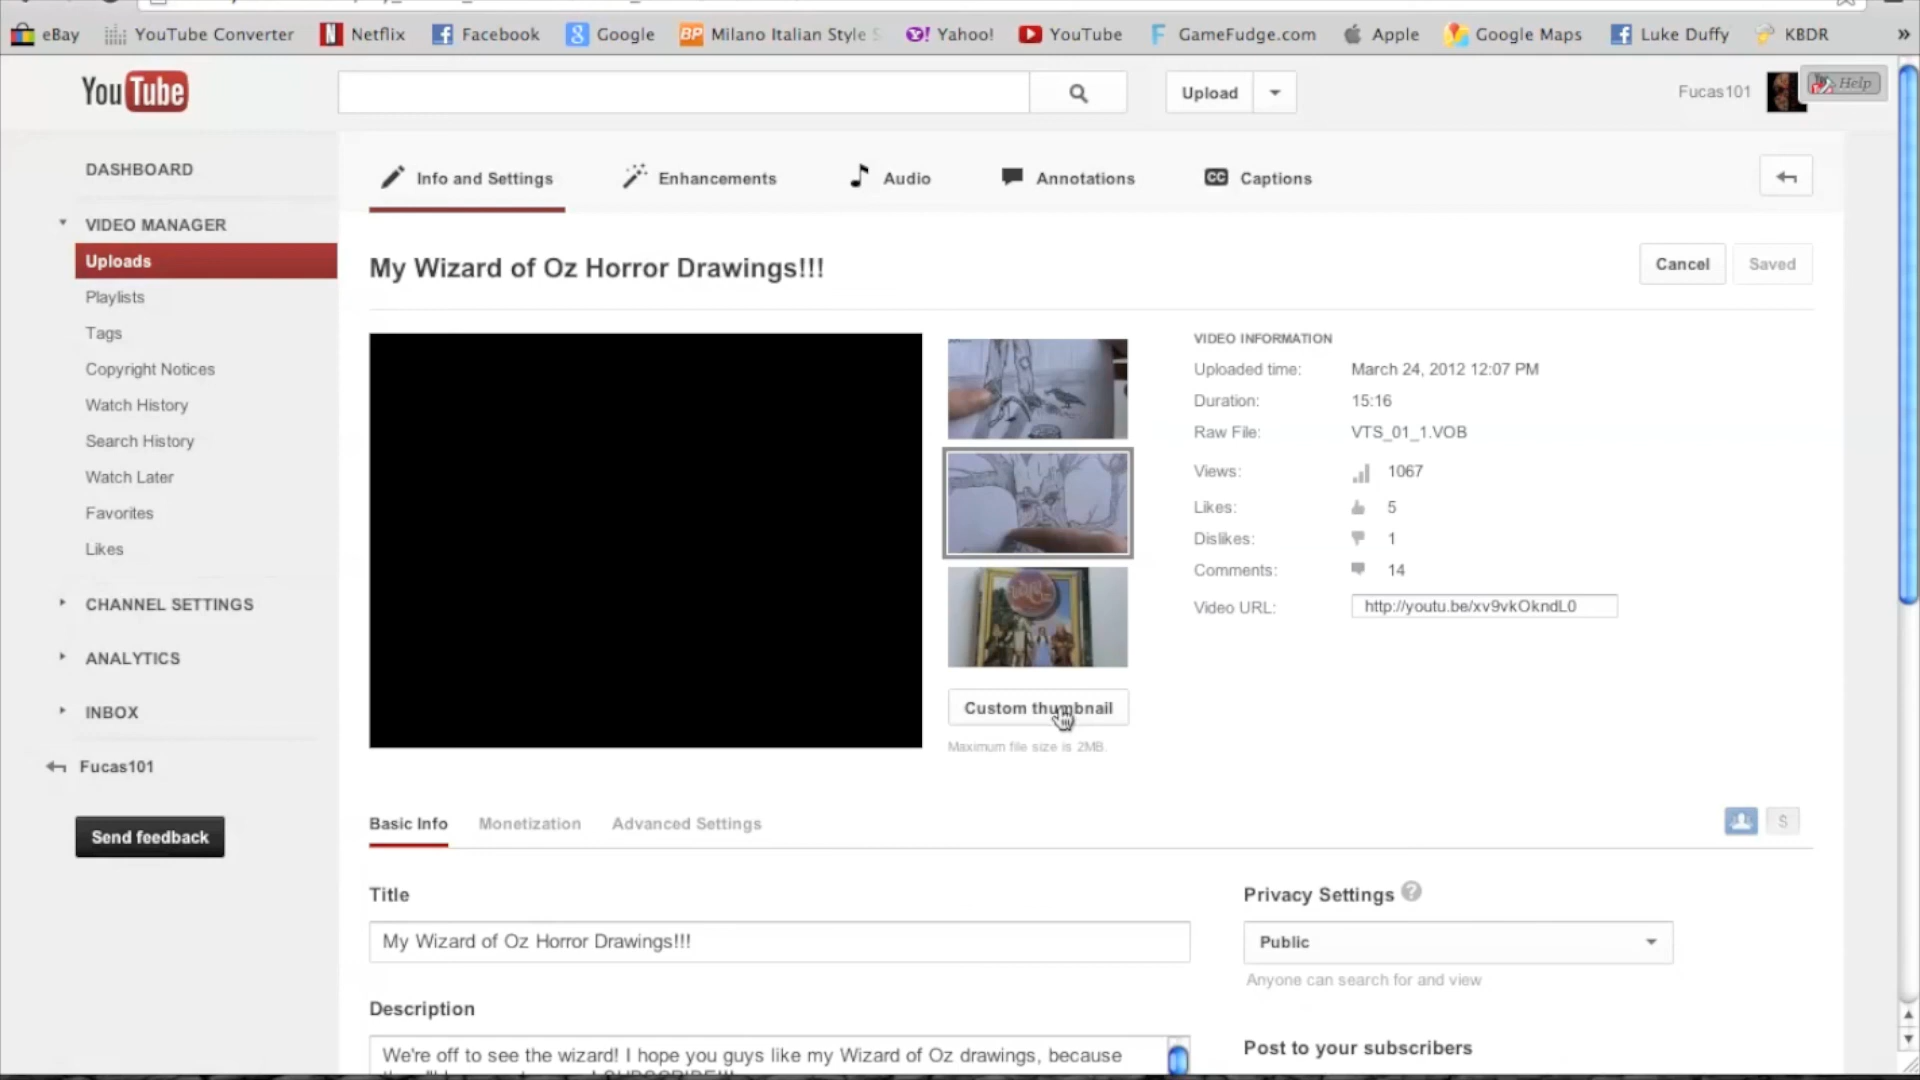 eBay YouTube Converter Netflix Facebook Google Milano Italian Style Yahoo! YouTube GameFudge.com Apple Google Maps Luke Duffy KBDR »
YouTube Upload Fucas101 Help
DASHBOARD
VIDEO MANAGER
Uploads
Playlists
Tags
Copyright Notices
Watch History
Search History
Watch Later
Favorites
Likes
CHANNEL SETTINGS
ANALYTICS
INBOX
Fucas101
Send feedback
Info and Settings Enhancements Audio CC Captions Annotations
My Wizard of Oz Horror Drawings!!! Cancel Saved
Custom thumbnail
Maximum file size is 2MB.
VIDEO INFORMATION
Uploaded time: March 24, 2012 12:07 PM
Duration: 15:16
Raw File: VTS_01_1.VOB
Views: 1067
Likes: 5
Dislikes: 1
Comments: 14
Video URL: http://youtu.be/xv9vkOkndL0
Basic Info Monetization Advanced Settings $
Title
My Wizard of Oz Horror Drawings!!!
Description
We're off to see the wizard! I hope you guys like my Wizard of Oz drawings, because
Privacy Settings ?
Public
Anyone can search for and view
Post to your subscribers